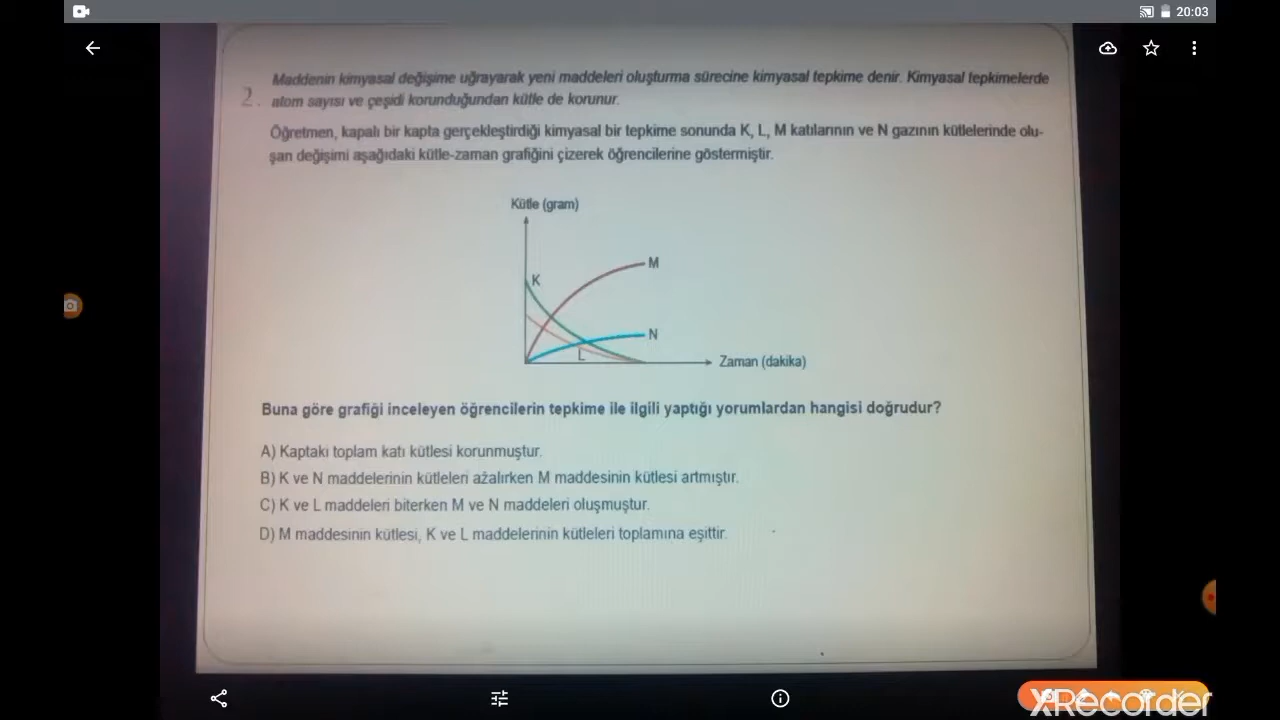 20:03
2. Maddenin kimyasal değişime uğrayarak yeni maddeleri oluşturma sürecine kimyasal tepkime denir. Kimyasal tepkimelerde
atom sayısı ve çeşidi korunduğundan kütle de korunur.
Öğretmen, kapalı bir kapta gerçekleştirdiği kimyasal bir tepkime sonunda K, L, M katılarının ve N gazının kütlelerinde olu-
şan değişimi aşağıdaki kütle-zaman grafiğini çizerek öğrencilerine göstermiştir.
Kütle (gram)
M
K
N
L
Zaman (dakika)
Buna göre grafiği inceleyen öğrencilerin tepkime ile ilgili yaptığı yorumlardan hangisi doğrudur?
A) Kaptaki toplam katı kütlesi korunmuştur.
B) K ve N maddelerinin kütleleri azalırken M maddesinin kütlesi artmıştır.
C) K ve L maddeleri biterken M ve N maddeleri oluşmuştur.
D) M maddesinin kütlesi, K ve L maddelerinin kütleleri toplamına eşittir.
XRecorder